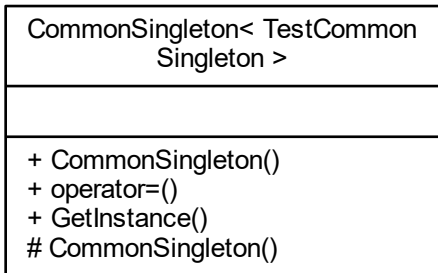 CommonSingleton< TestCommon
Singleton >
+ CommonSingleton()
+ operator=()
+ GetInstance()
# CommonSingleton()